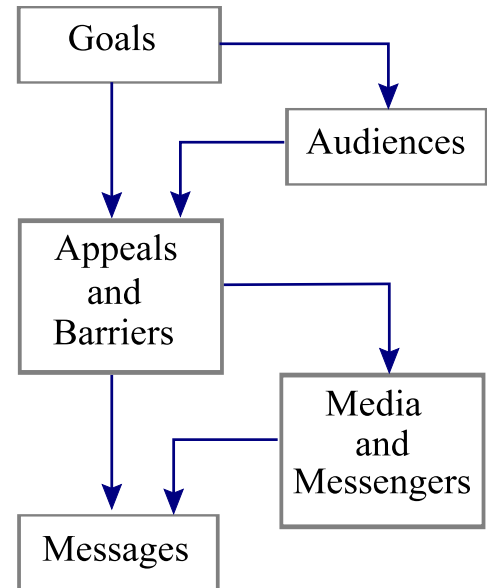 Goals
Audiences
Appeals
and
Barriers
Media
and
Messengers
Messages